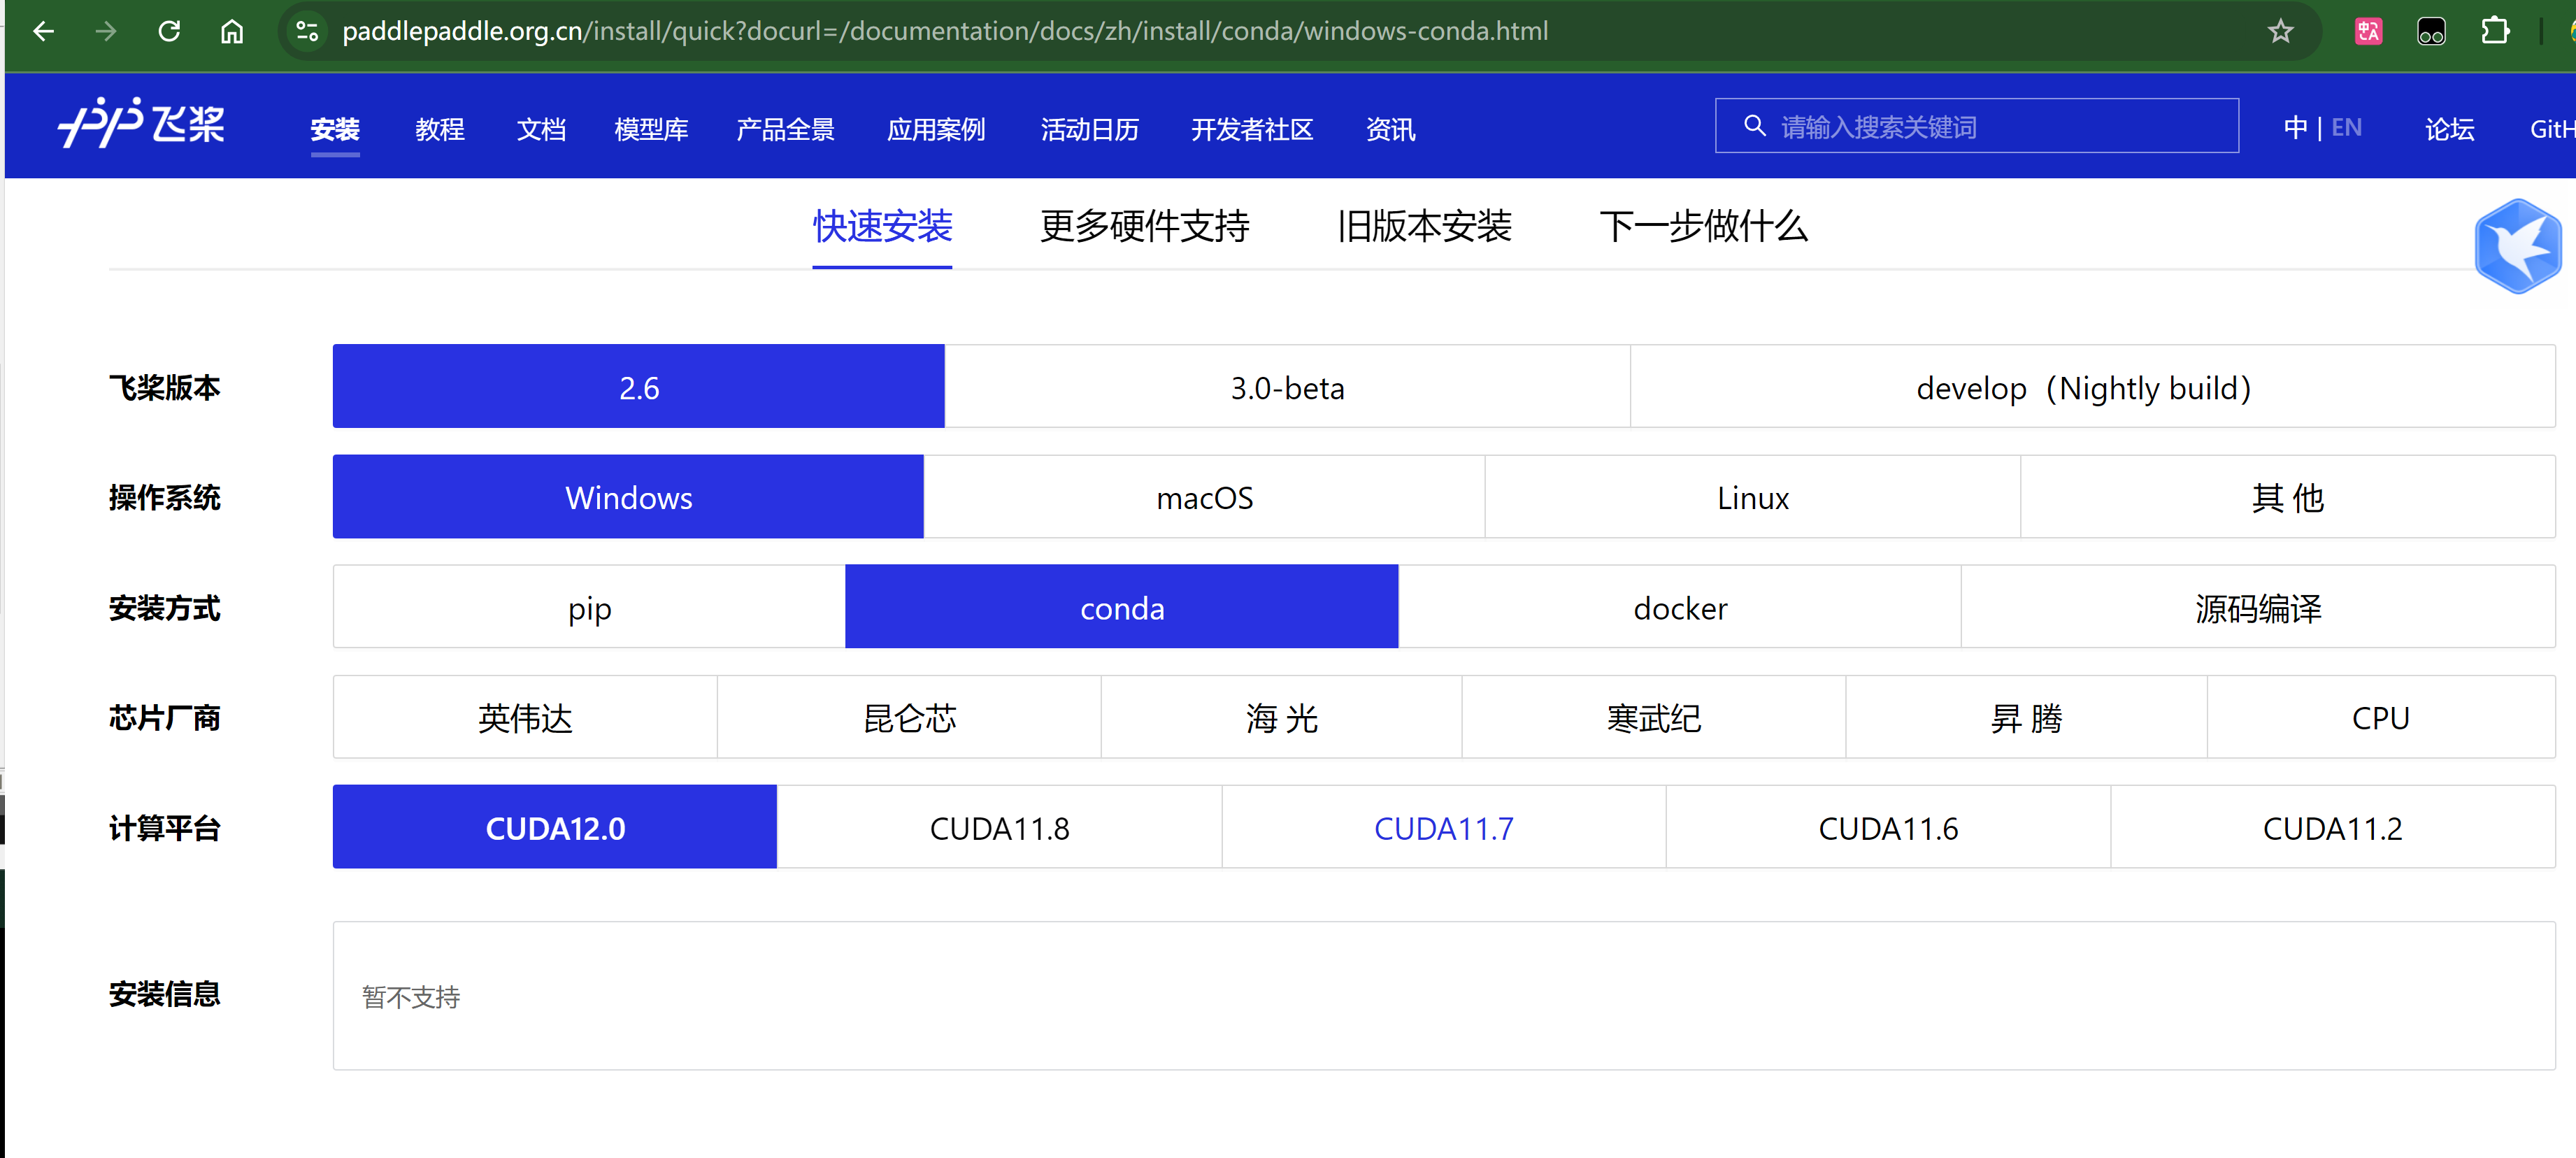 paddlepaddle.org.cn/install/quick?docurl=/documentation/docs/zh/install/conda/windows-conda.html
飞桨 安装 教程 文档 模型库 产品全景 应用案例 活动日历 开发者社区 资讯 请输入搜索关键词 中 | EN 论坛 GitH
快速安装 更多硬件支持 旧版本安装 下一步做什么
飞桨版本 2.6 3.0-beta develop（Nightly build）
操作系统 Windows macOS Linux 其 他
安装方式 pip conda docker 源码编译
芯片厂商 英伟达 昆仑芯 海 光 寒武纪 昇 腾 CPU
计算平台 CUDA12.0 CUDA11.8 CUDA11.7 CUDA11.6 CUDA11.2
安装信息 暂不支持